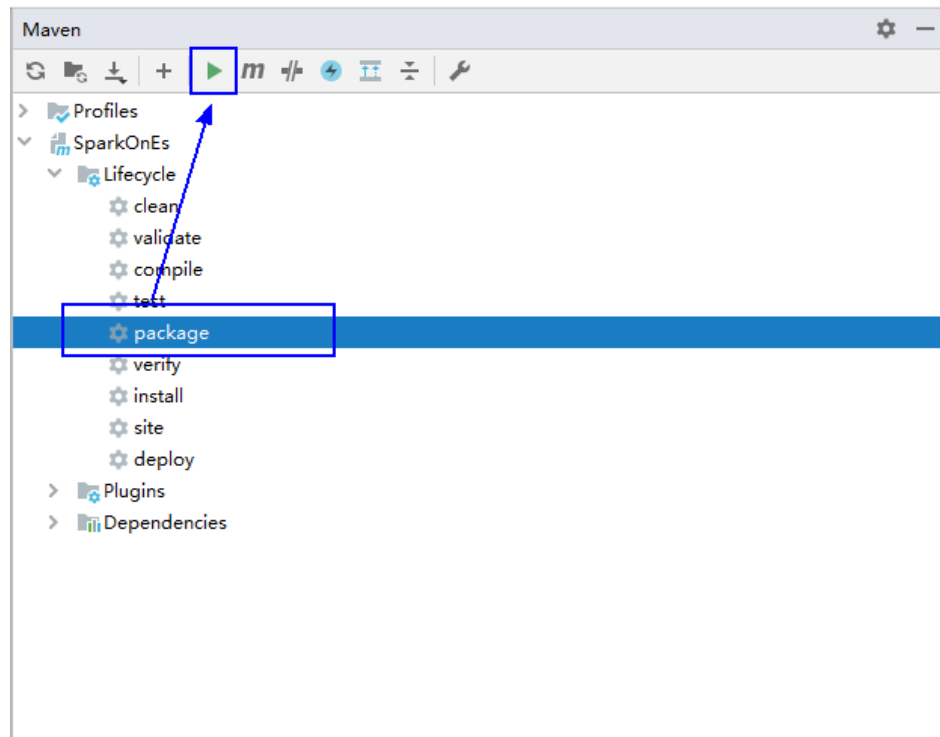 Maven
m
Profiles
SparkOnEs
Lifecycle
clean
validate
compile
test
package
verify
install
site
deploy
Plugins
Dependencies